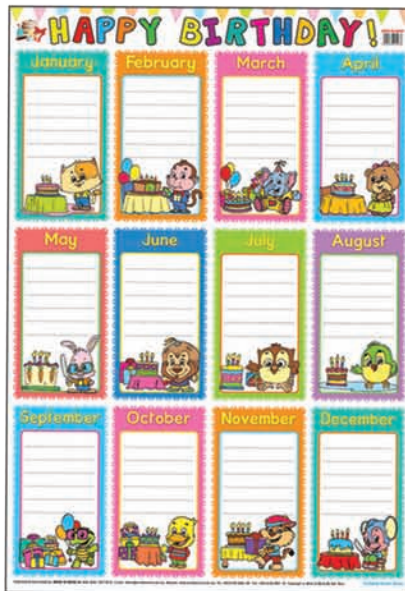 HAPPY BIRTHDAY!
January February March April
May June July August
September October November December